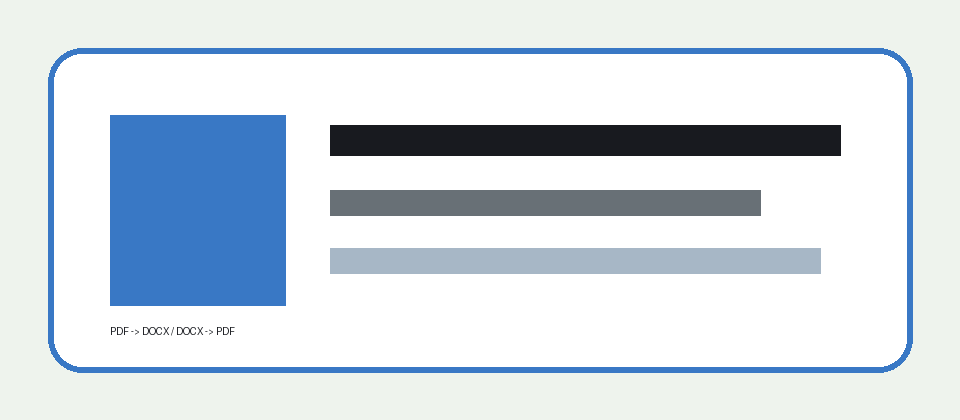 PDF -> DOCX / DOCX -> PDF